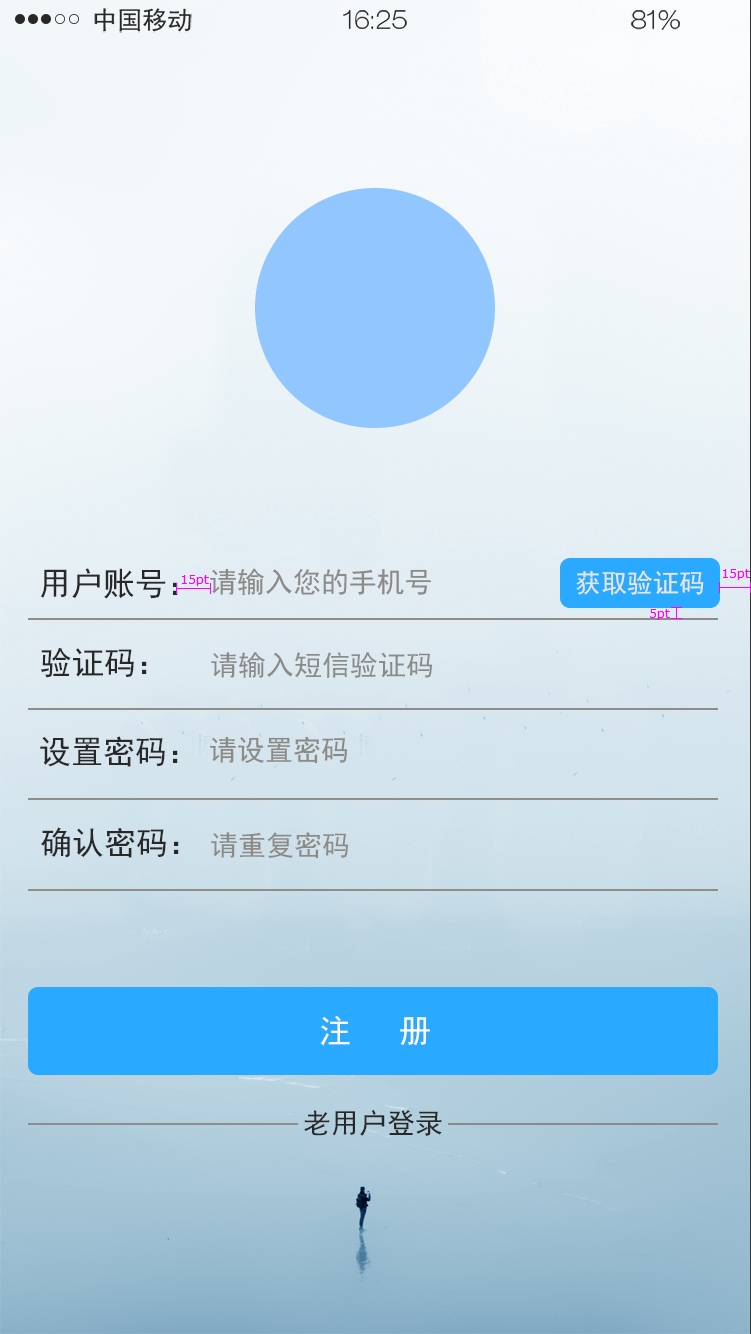 中国移动 16:25 81%
用户账号： 15pt 请输入您的手机号 获取验证码 15pt
5pt
验证码： 请输入短信验证码
设置密码： 请设置密码
确认密码： 请重复密码
注 册
老用户登录